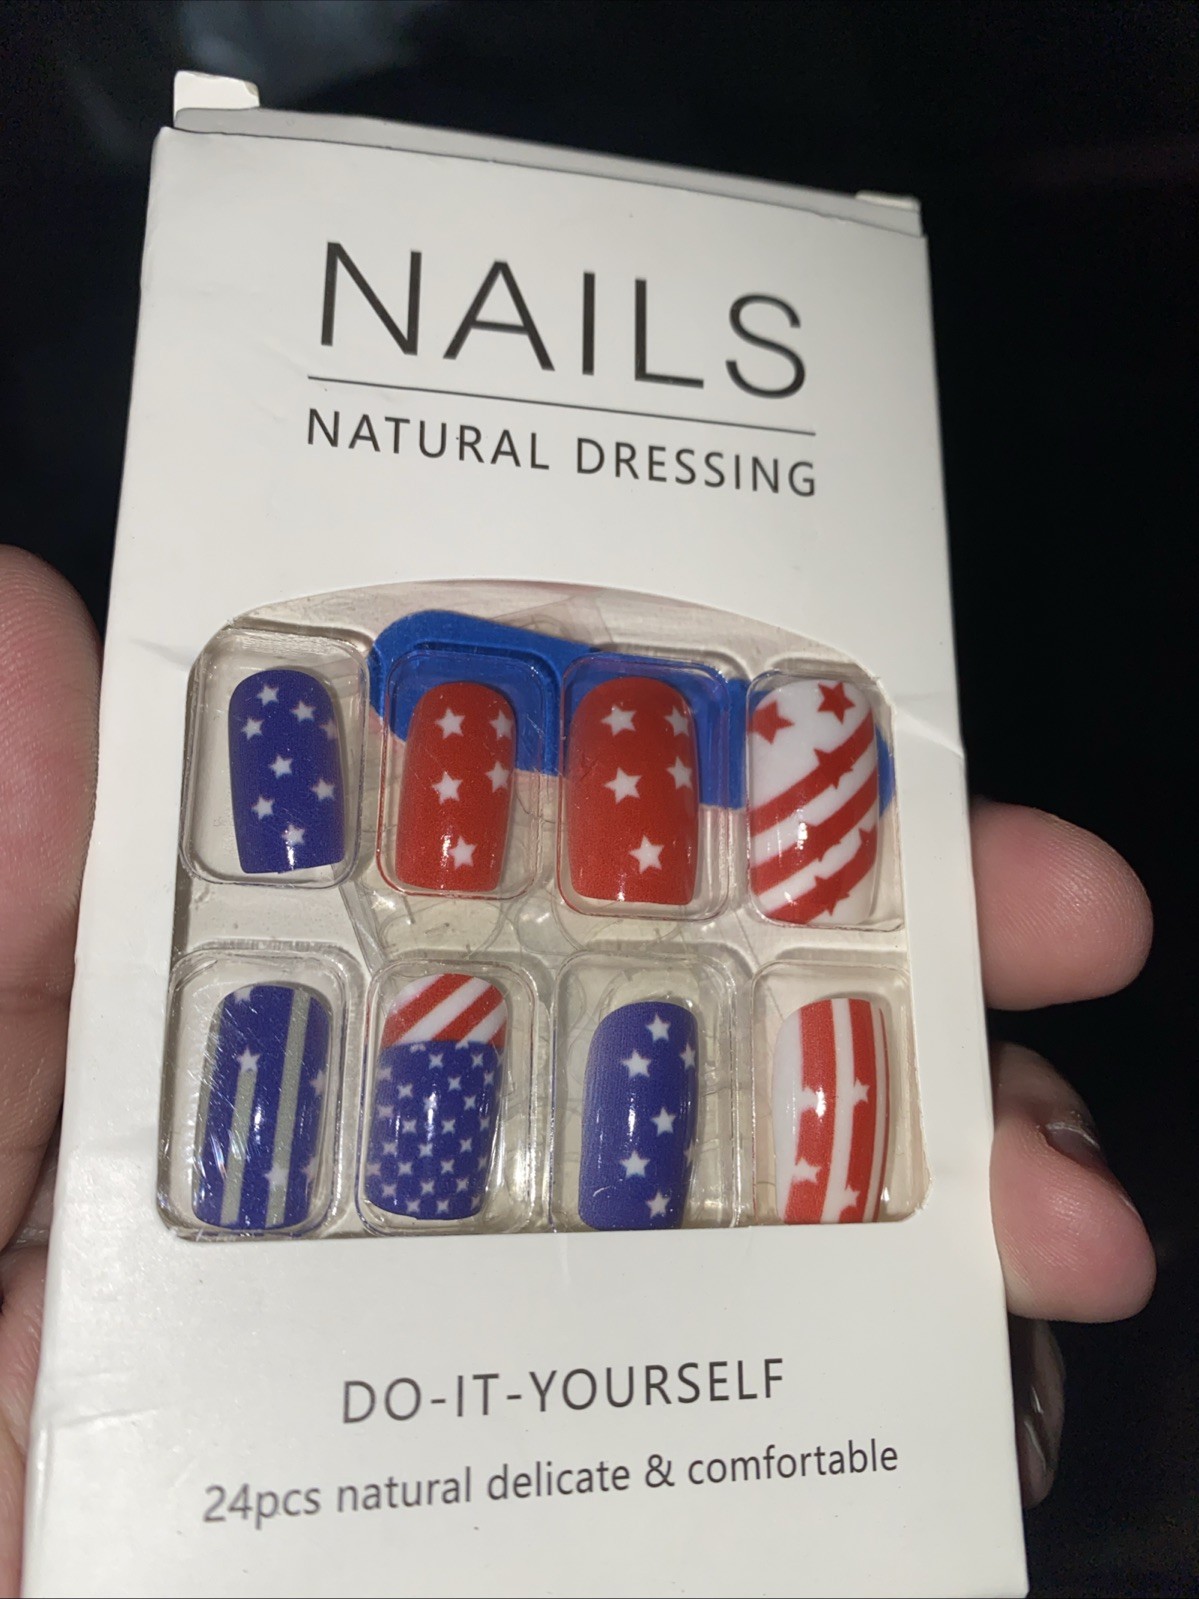 NAILS
NATURAL DRESSING
DO-IT-YOURSELF
24pcs natural delicate & comfortable